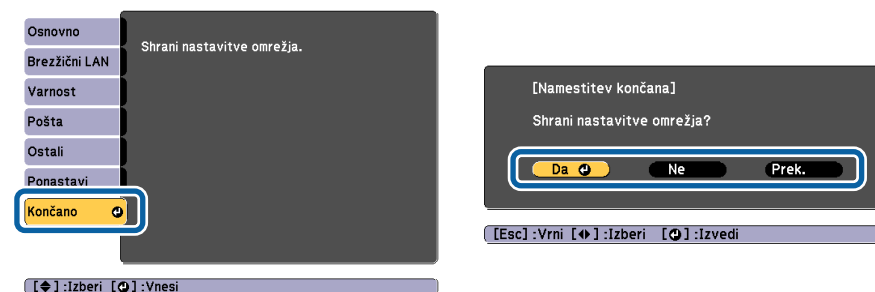 Osnovno
Brezžični LAN
Varnost
Pošta
Ostali
Ponastavi
Končano
Shrani nastavitve omrežja.
[ ] :Izberi [ ] :Vnesi
[Namestitev končana]
Shrani nastavitve omrežja?
Da Ne Prek.
[Esc] :Vrni [ ] :Izberi [ ] :Izvedi